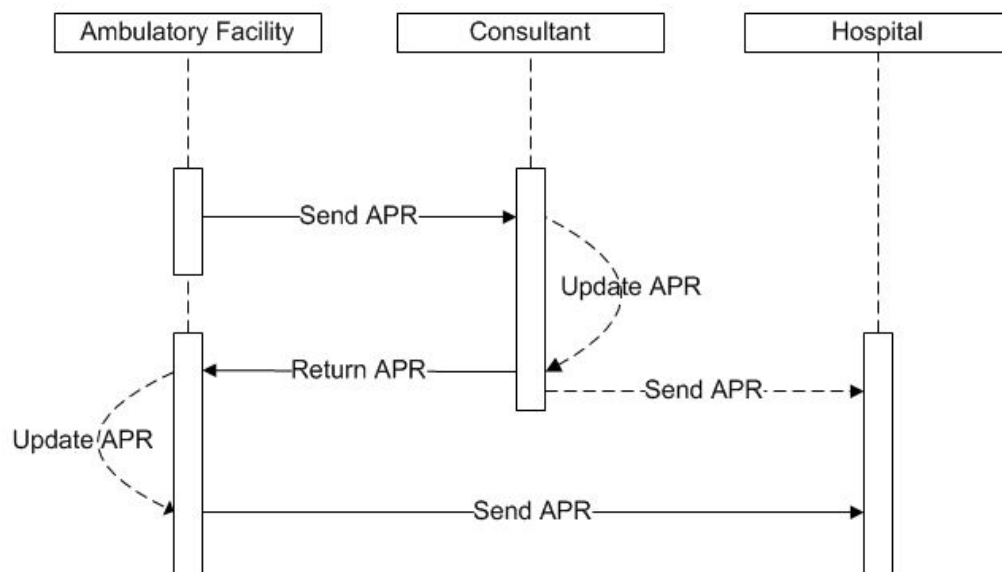 Ambulatory Facility
Consultant
Hospital
Send APR
Update APR
Return APR
Send APR
Update APR
Send APR